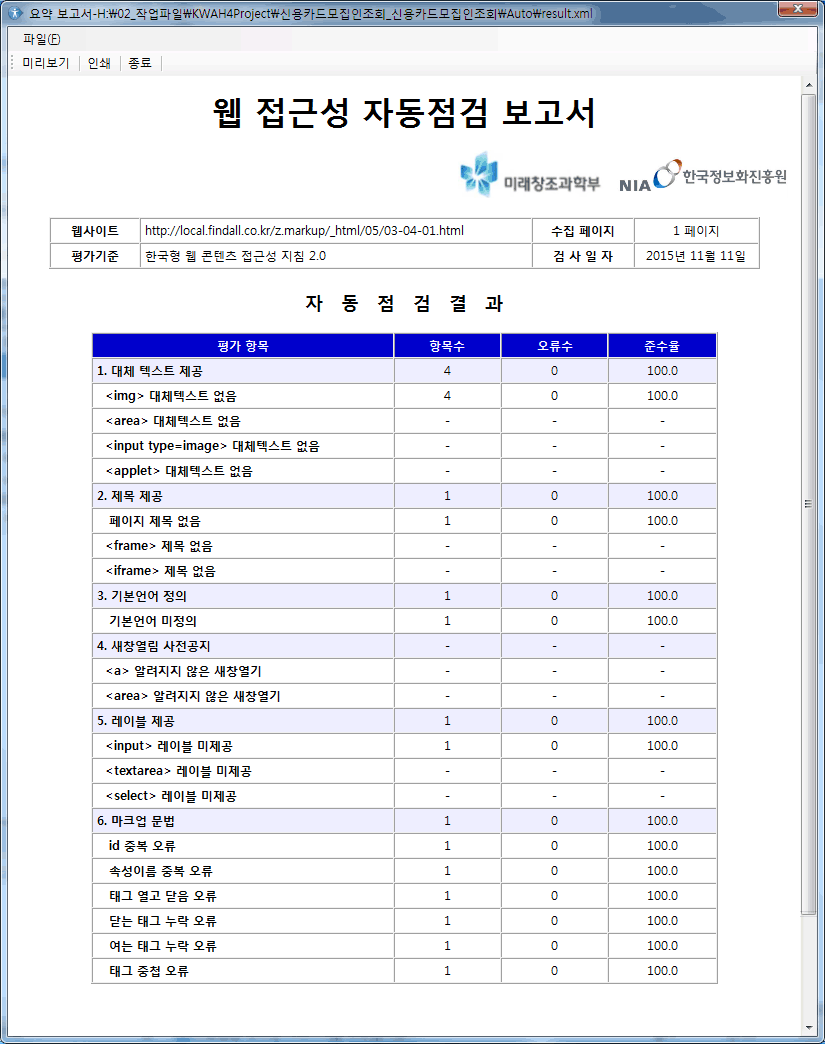 요약 보고서-H:\02_작업파일\KWAH4Project\신용카드모집인조회_신용카드모집인조회\Auto\result.xml
파일(F)
미리보기 인쇄 종료
웹 접근성 자동점검 보고서
미래창조과학부 NIA 한국정보화진흥원
웹사이트 http://local.findall.co.kr/z.markup/_html/05/03-04-01.html 수집 페이지 1 페이지
평가기준 한국형 웹 콘텐츠 접근성 지침 2.0 검 사 일 자 2015년 11월 11일
자 동 점 검 결 과
평가 항목 항목수 오류수 준수율
1. 대체 텍스트 제공 4 0 100.0
<img> 대체텍스트 없음 4 0 100.0
<area> 대체텍스트 없음 - - -
<input type=image> 대체텍스트 없음 - - -
<applet> 대체텍스트 없음 - - -
2. 제목 제공 1 0 100.0
페이지 제목 없음 1 0 100.0
<frame> 제목 없음 - - -
<iframe> 제목 없음 - - -
3. 기본언어 정의 1 0 100.0
기본언어 미정의 1 0 100.0
4. 새창열림 사전공지 - - -
<a> 알려지지 않은 새창열기 - - -
<area> 알려지지 않은 새창열기 - - -
5. 레이블 제공 1 0 100.0
<input> 레이블 미제공 1 0 100.0
<textarea> 레이블 미제공 - - -
<select> 레이블 미제공 - - -
6. 마크업 문법 1 0 100.0
id 중복 오류 1 0 100.0
속성이름 중복 오류 1 0 100.0
태그 열고 닫음 오류 1 0 100.0
닫는 태그 누락 오류 1 0 100.0
여는 태그 누락 오류 1 0 100.0
태그 중첩 오류 1 0 100.0